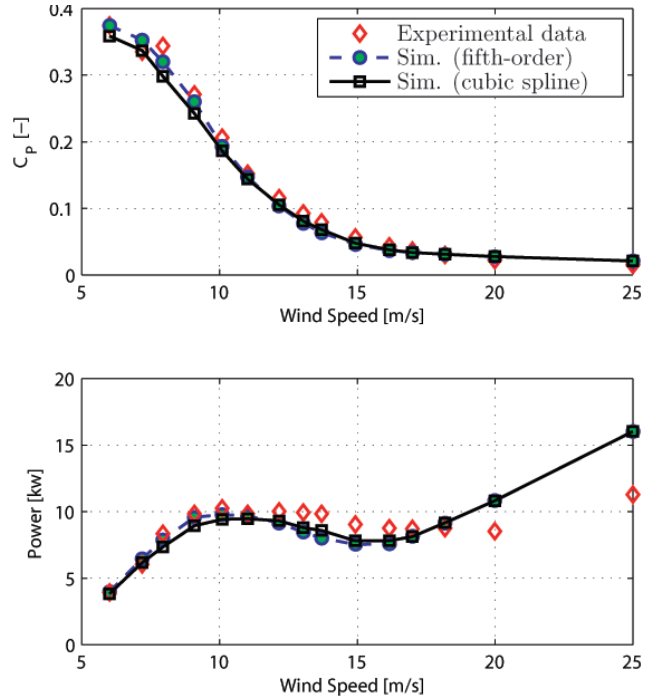 0.4
Experimental data
Sim. (fifth-order)
Sim. (cubic spline)
0.3
0.2
0.1
0
C_P [–]
5 10 15 20 25
Wind Speed [m/s]
20
15
10
5
0
Power [kw]
5 10 15 20 25
Wind Speed [m/s]